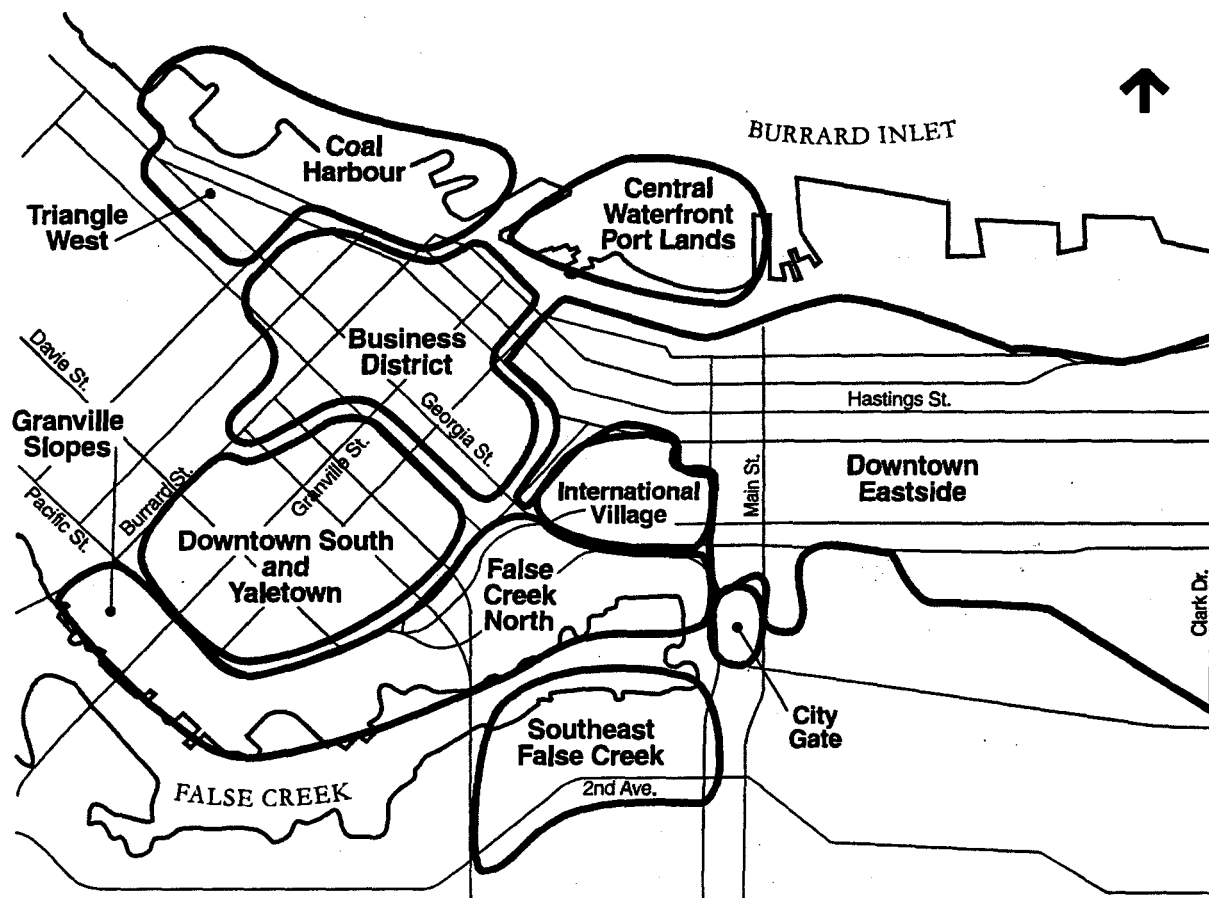 BURRARD INLET
Coal
Harbour
Central
Waterfront
Port Lands
Triangle
West
Business
District
Davie St.
Georgia St.
Hastings St.
Granville
Slopes
Granville St.
Burrard St.
Pacific St.
International
Village
Main St.
Downtown
Eastside
Downtown South
and
Yaletown
False
Creek
North
Clark Dr.
City
Gate
Southeast
False Creek
2nd Ave.
FALSE CREEK